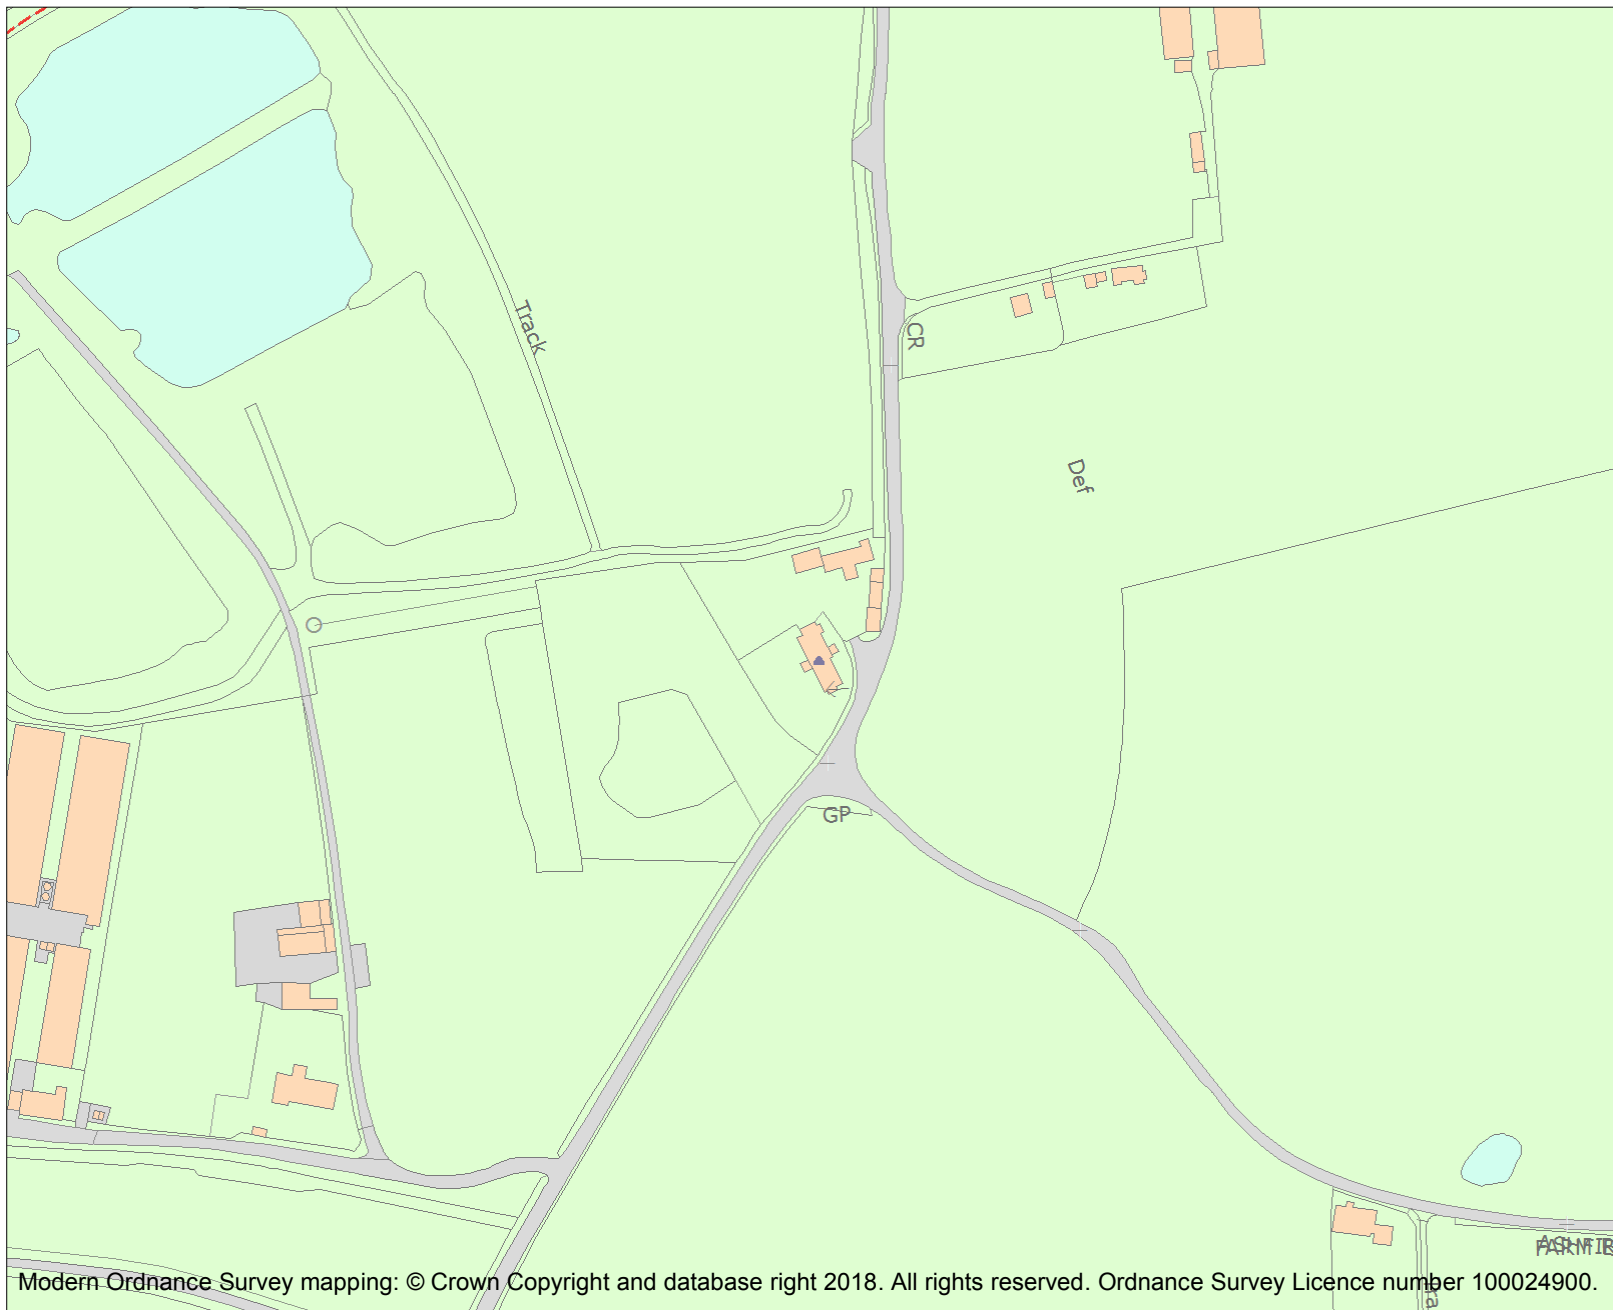 Track
CR
Def
GP
Modern Ordnance Survey mapping: © Crown Copyright and database right 2018. All rights reserved. Ordnance Survey Licence number 100024900.